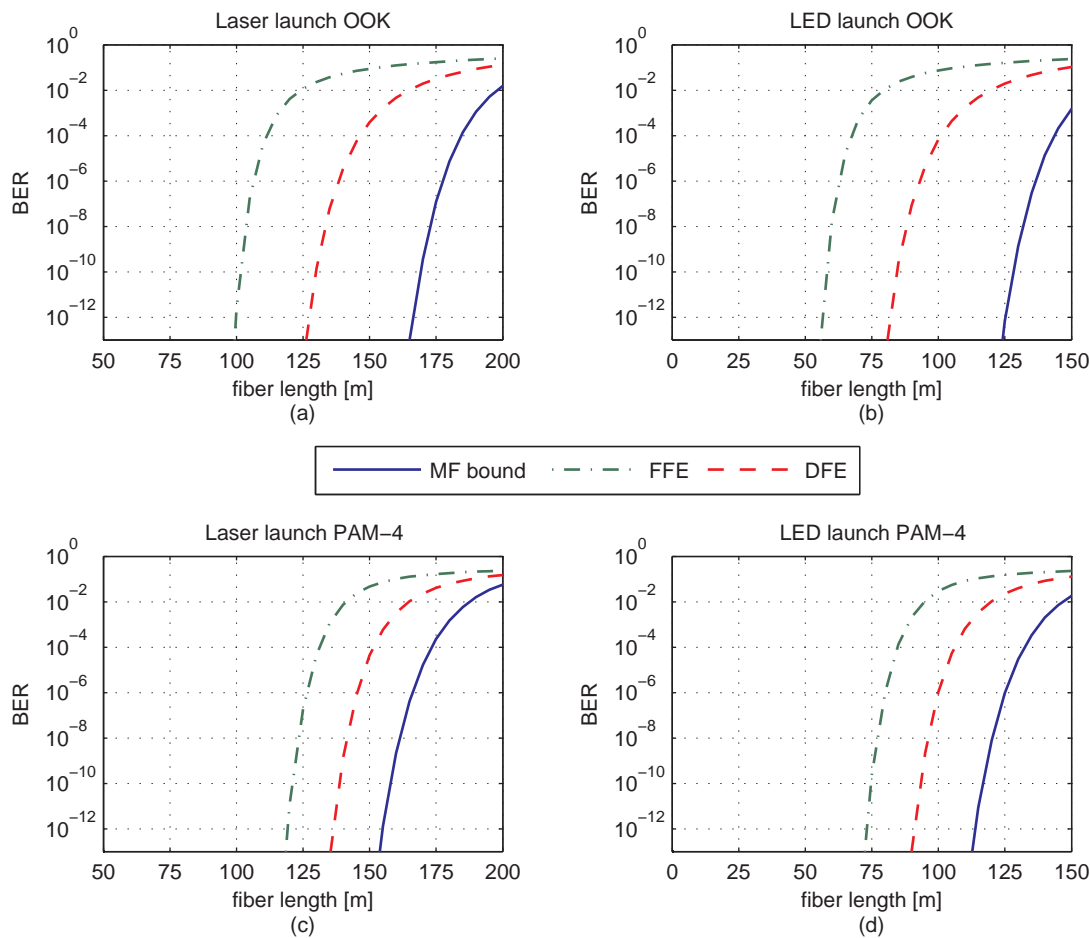 Laser launch OOK
BER
10^0
10^−2
10^−4
10^−6
10^−8
10^−10
10^−12
50 75 100 125 150 175 200
fiber length [m]
(a)
LED launch OOK
BER
10^0
10^−2
10^−4
10^−6
10^−8
10^−10
10^−12
0 25 50 75 100 125 150
fiber length [m]
(b)
MF bound FFE DFE
Laser launch PAM−4
BER
10^0
10^−2
10^−4
10^−6
10^−8
10^−10
10^−12
50 75 100 125 150 175 200
fiber length [m]
(c)
LED launch PAM−4
BER
10^0
10^−2
10^−4
10^−6
10^−8
10^−10
10^−12
0 25 50 75 100 125 150
fiber length [m]
(d)